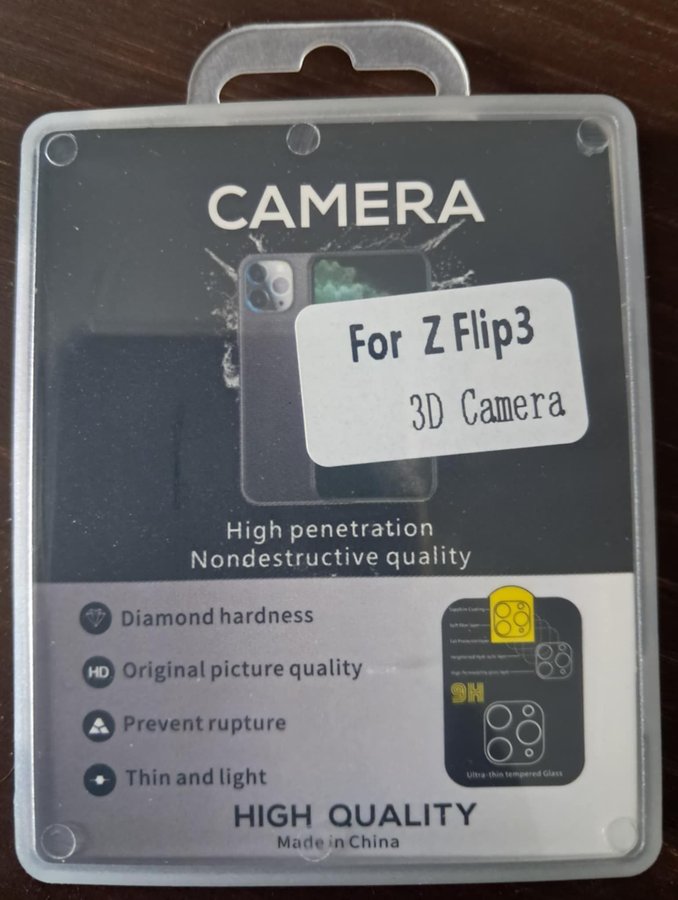 CAMERA
For Z Flip3
3D Camera
High penetration
Nondestructive quality
Diamond hardness
HD Original picture quality
Prevent rupture
Thin and light
9H
Ultra-thin tempered Glass
HIGH QUALITY
Made in China